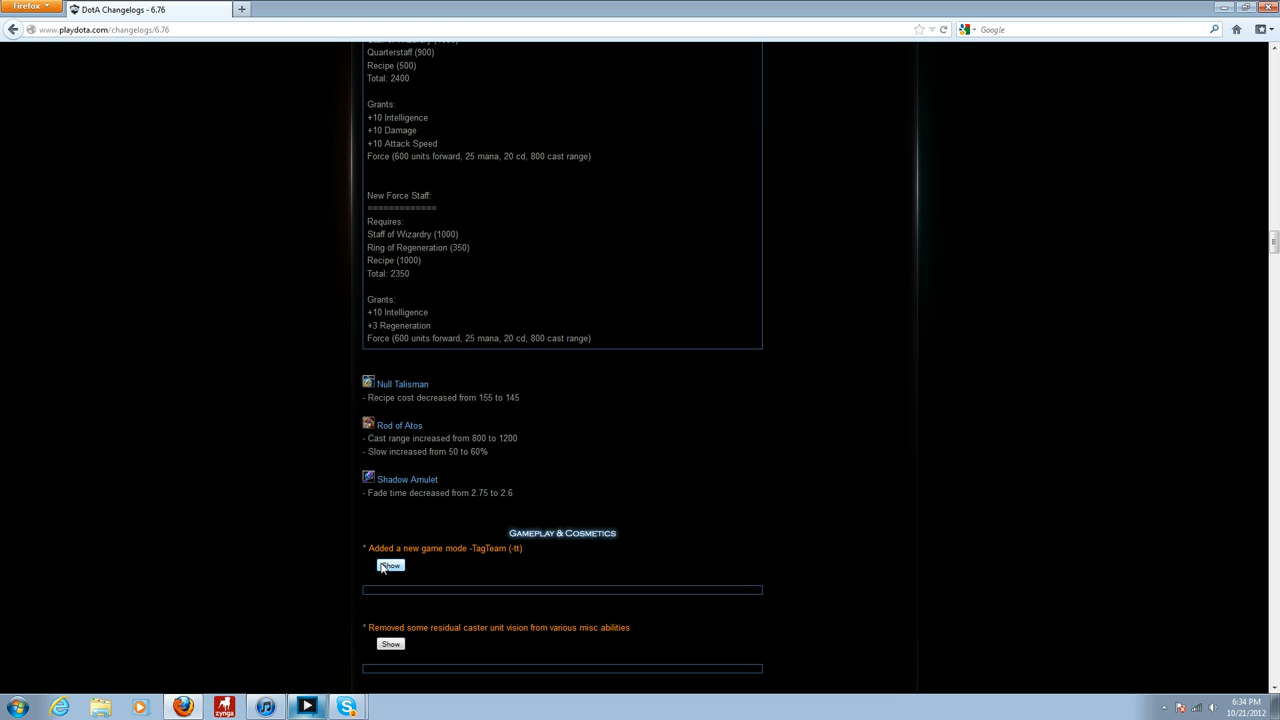 Firefox
DotA Changelogs - 6.76
www.playdota.com/changelogs/6.76
Google
Quarterstaff (900)
Recipe (500)
Total: 2400
Grants:
+10 Intelligence
+10 Damage
+10 Attack Speed
Force (600 units forward, 25 mana, 20 cd, 800 cast range)
New Force Staff:
=============
Requires:
Staff of Wizardry (1000)
Ring of Regeneration (350)
Recipe (1000)
Total: 2350
Grants:
+10 Intelligence
+3 Regeneration
Force (600 units forward, 25 mana, 20 cd, 800 cast range)
Null Talisman
- Recipe cost decreased from 155 to 145
Rod of Atos
- Cast range increased from 800 to 1200
- Slow increased from 50 to 60%
Shadow Amulet
- Fade time decreased from 2.75 to 2.6
Gameplay & Cosmetics
* Added a new game mode -TagTeam (-tt)
Show
* Removed some residual caster unit vision from various misc abilities
Show
zynga
6:34 PM
10/21/2012